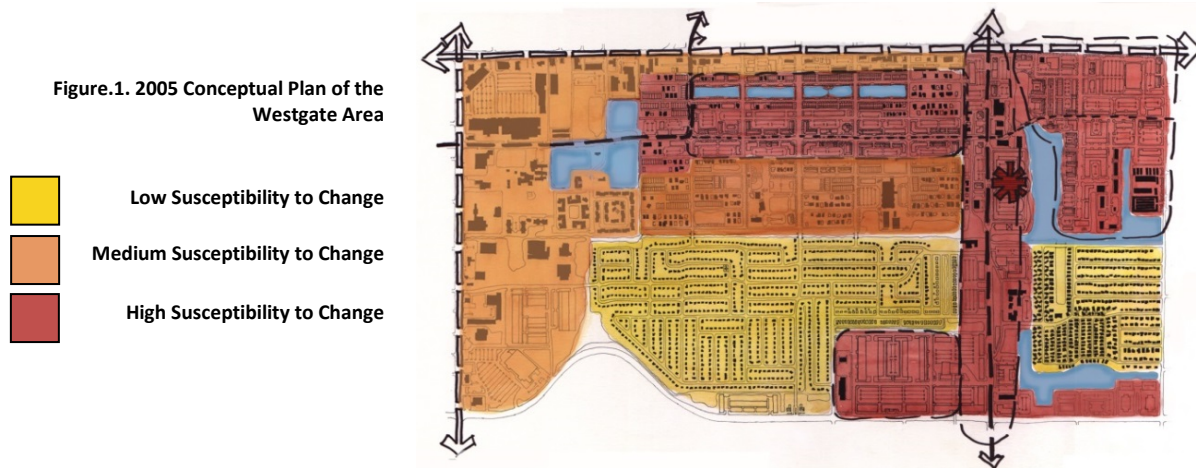 Figure.1. 2005 Conceptual Plan of the
Westgate Area
Low Susceptibility to Change
Medium Susceptibility to Change
High Susceptibility to Change